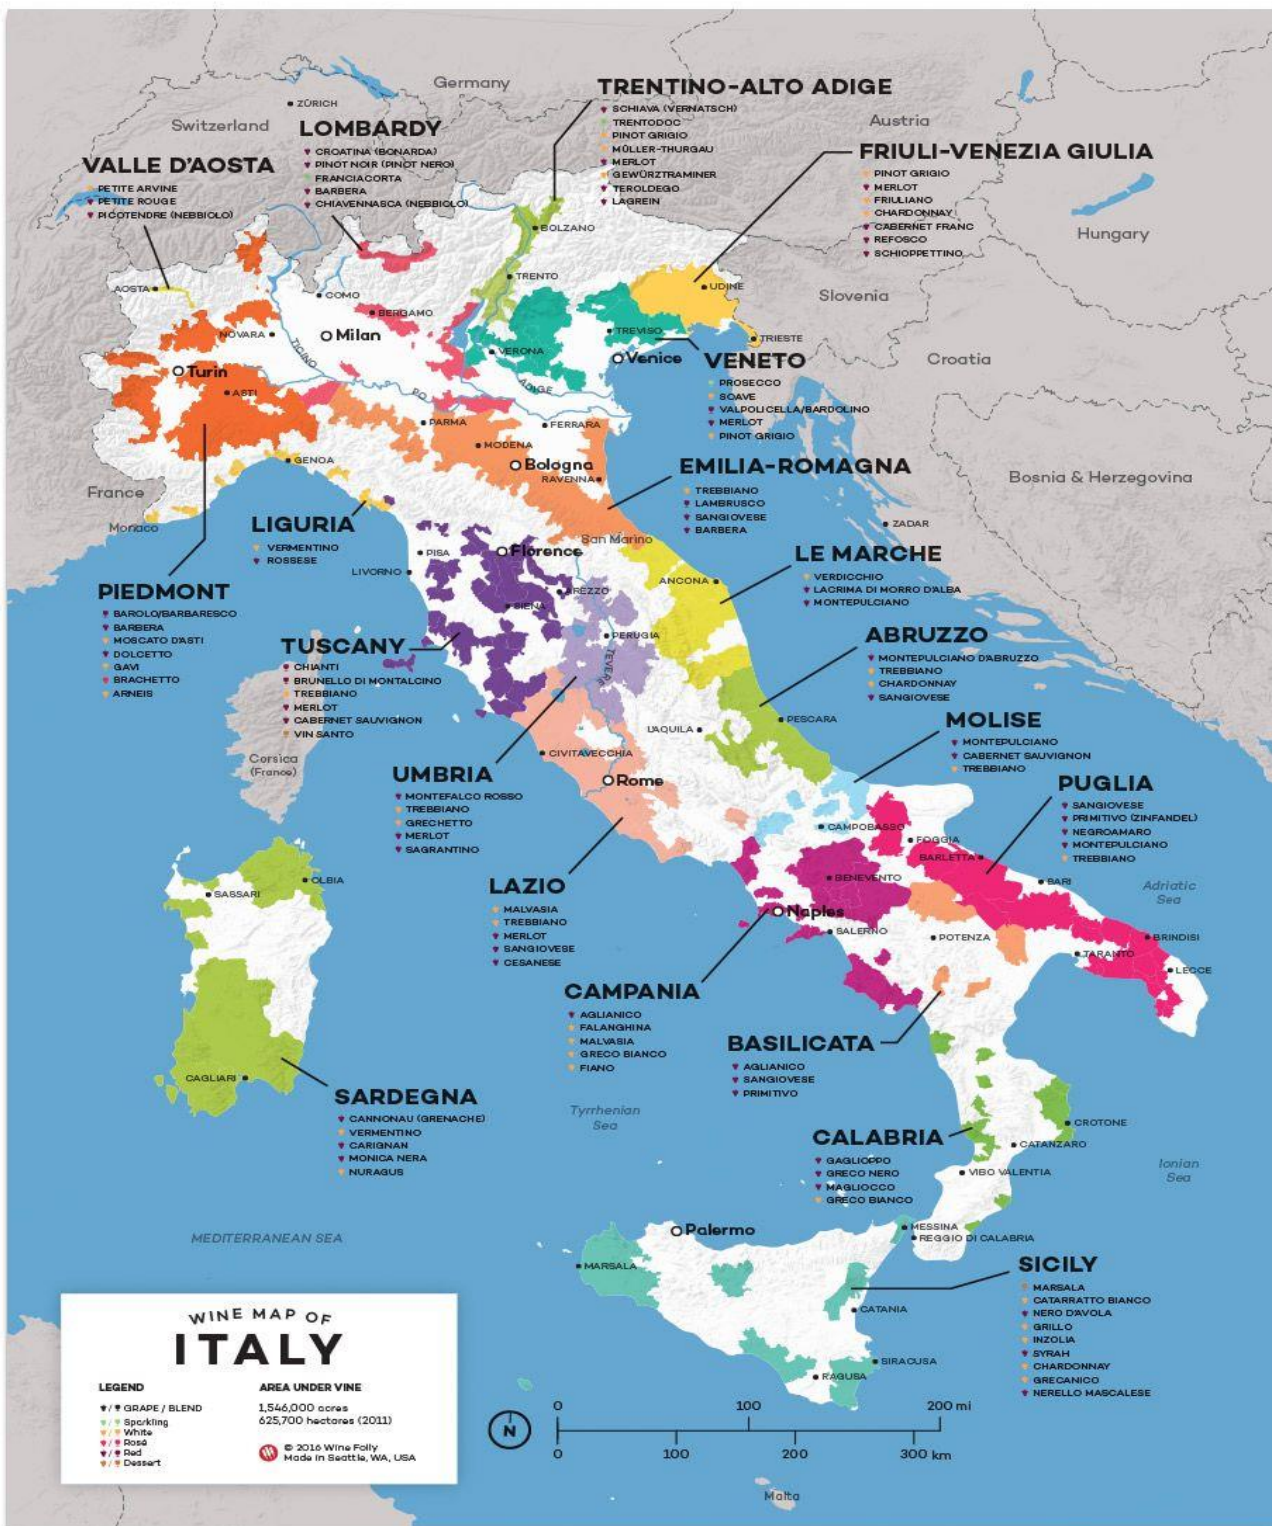 Germany
ZÜRICH
Switzerland
Austria
Hungary
Slovenia
Croatia
Bosnia & Herzegovina
France
Monaco
San Marino
Corsica
(France)
Malta
TRENTINO-ALTO ADIGE
SCHIAVA (VERNATSCH)
TRENTODOC
PINOT GRIGIO
MÜLLER-THURGAU
MERLOT
GEWÜRZTRAMINER
TEROLDEGO
LAGREIN
LOMBARDY
CROATINA (BONARDA)
PINOT NOIR (PINOT NERO)
FRANCIACORTA
BARBERA
CHIAVENNASCA (NEBBIOLO)
VALLE D'AOSTA
PETITE ARVINE
PETITE ROUGE
PICOTENDRE (NEBBIOLO)
FRIULI-VENEZIA GIULIA
PINOT GRIGIO
MERLOT
FRIULIANO
CHARDONNAY
CABERNET FRANC
REFOSCO
SCHIOPPETTINO
BOLZANO
TRENTO
UDINE
AOSTA
COMO
BERGAMO
NOVARA
Milan
TICINO
VERONA
TREVISO
TRIESTE
Venice
Turin
ASTI
PO
ADIGE
VENETO
PROSECCO
SOAVE
VALPOLICELLA/BARDOLINO
MERLOT
PINOT GRIGIO
PARMA
FERRARA
MODENA
Bologna
RAVENNA
GENOA
EMILIA-ROMAGNA
TREBBIANO
LAMBRUSCO
SANGIOVESE
BARBERA
ZADAR
LIGURIA
VERMENTINO
ROSSESE
PISA
Florence
LIVORNO
AREZZO
SIENA
ANCONA
PERUGIA
TEVERE
LE MARCHE
VERDICCHIO
LACRIMA DI MORRO D'ALBA
MONTEPULCIANO
PIEDMONT
BAROLO/BARBARESCO
BARBERA
MOSCATO D'ASTI
DOLCETTO
GAVI
BRACHETTO
ARNEIS
TUSCANY
CHIANTI
BRUNELLO DI MONTALCINO
TREBBIANO
MERLOT
CABERNET SAUVIGNON
VIN SANTO
ABRUZZO
MONTEPULCIANO D'ABRUZZO
TREBBIANO
CHARDONNAY
SANGIOVESE
PESCARA
L'AQUILA
CIVITAVECCHIA
Rome
MOLISE
MONTEPULCIANO
CABERNET SAUVIGNON
TREBBIANO
UMBRIA
MONTEFALCO ROSSO
TREBBIANO
GRECHETTO
MERLOT
SAGRANTINO
PUGLIA
SANGIOVESE
PRIMITIVO (ZINFANDEL)
NEGROAMARO
MONTEPULCIANO
TREBBIANO
CAMPOBASSO
FOGGIA
BARLETTA
BARI
BENEVENTO
Adriatic
Sea
Naples
SALERNO
POTENZA
BRINDISI
TARANTO
LECCE
LAZIO
MALVASIA
TREBBIANO
MERLOT
SANGIOVESE
CESANESE
OLBIA
SASSARI
CAGLIARI
CAMPANIA
AGLIANICO
FALANGHINA
MALVASIA
GRECO BIANCO
FIANO
BASILICATA
AGLIANICO
SANGIOVESE
PRIMITIVO
SARDEGNA
CANNONAU (GRENACHE)
VERMENTINO
CARIGNAN
MONICA NERA
NURAGUS
Tyrrhenian
Sea
CALABRIA
GAGLIOPPO
GRECO NERO
MAGLIOCCO
GRECO BIANCO
CROTONE
CATANZARO
VIBO VALENTIA
Ionian
Sea
MEDITERRANEAN SEA
Palermo
MESSINA
REGGIO DI CALABRIA
MARSALA
CATANIA
SIRACUSA
RAGUSA
SICILY
MARSALA
CATARRATTO BIANCO
NERO D'AVOLA
GRILLO
INZOLIA
SYRAH
CHARDONNAY
GRECANICO
NERELLO MASCALESE
WINE MAP OF
ITALY
LEGEND
/ GRAPE / BLEND
/ Sparkling
/ White
/ Rosé
/ Red
/ Dessert
AREA UNDER VINE
1,546,000 acres
625,700 hectares (2011)
© 2016 Wine Folly
Made in Seattle, WA, USA
N
0 100 200 mi
0 100 200 300 km